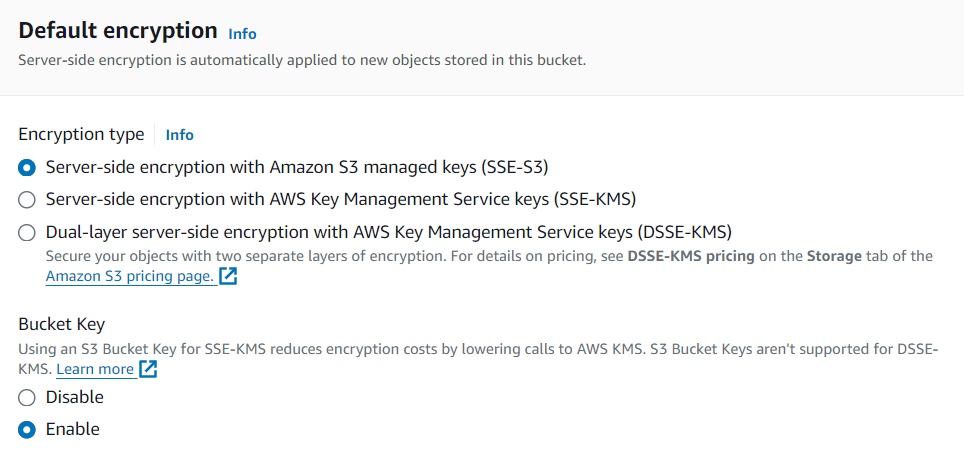 Default encryption Info
Server-side encryption is automatically applied to new objects stored in this bucket.
Encryption type Info
Server-side encryption with Amazon S3 managed keys (SSE-S3)
Server-side encryption with AWS Key Management Service keys (SSE-KMS)
Dual-layer server-side encryption with AWS Key Management Service keys (DSSE-KMS)
Secure your objects with two separate layers of encryption. For details on pricing, see DSSE-KMS pricing on the Storage tab of the
Amazon S3 pricing page.
Bucket Key
Using an S3 Bucket Key for SSE-KMS reduces encryption costs by lowering calls to AWS KMS. S3 Bucket Keys aren't supported for DSSE-
KMS. Learn more
Disable
Enable